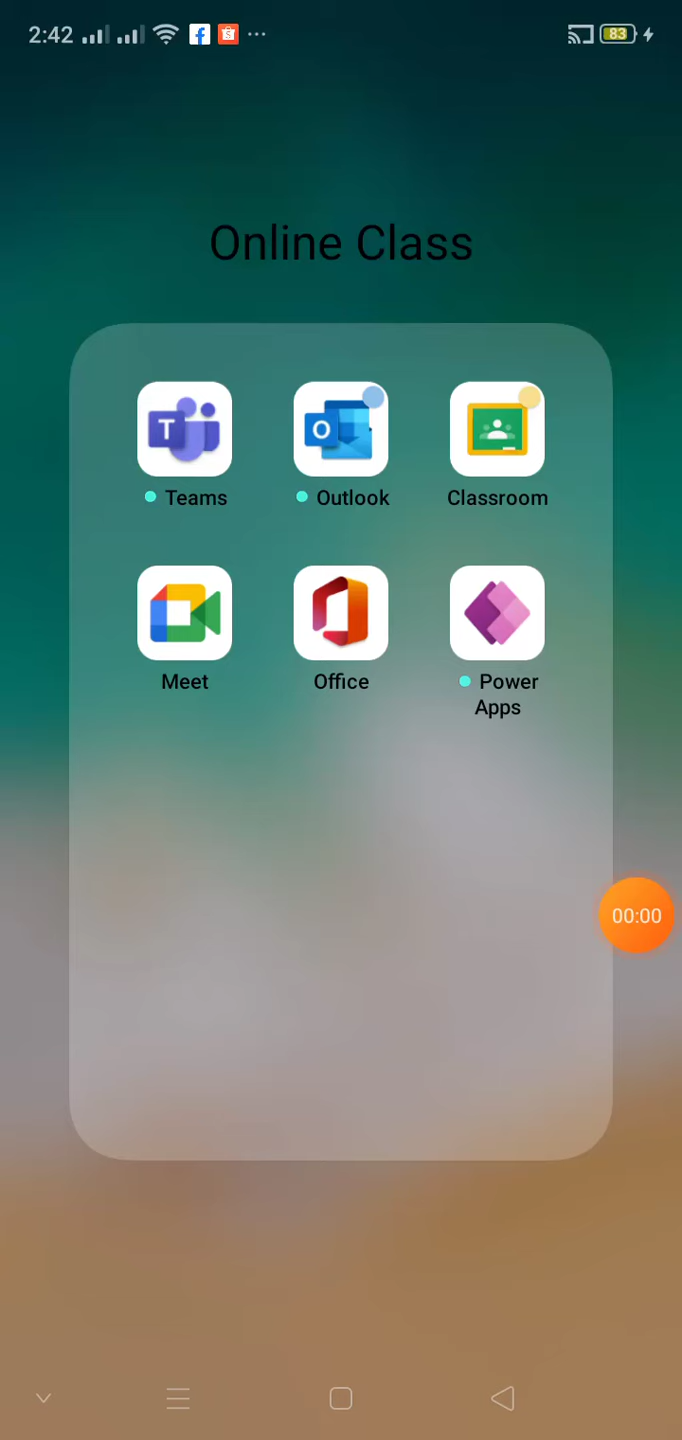 2:42
83
Online Class
Teams
Outlook
Classroom
Meet
Office
Power
Apps
00:00